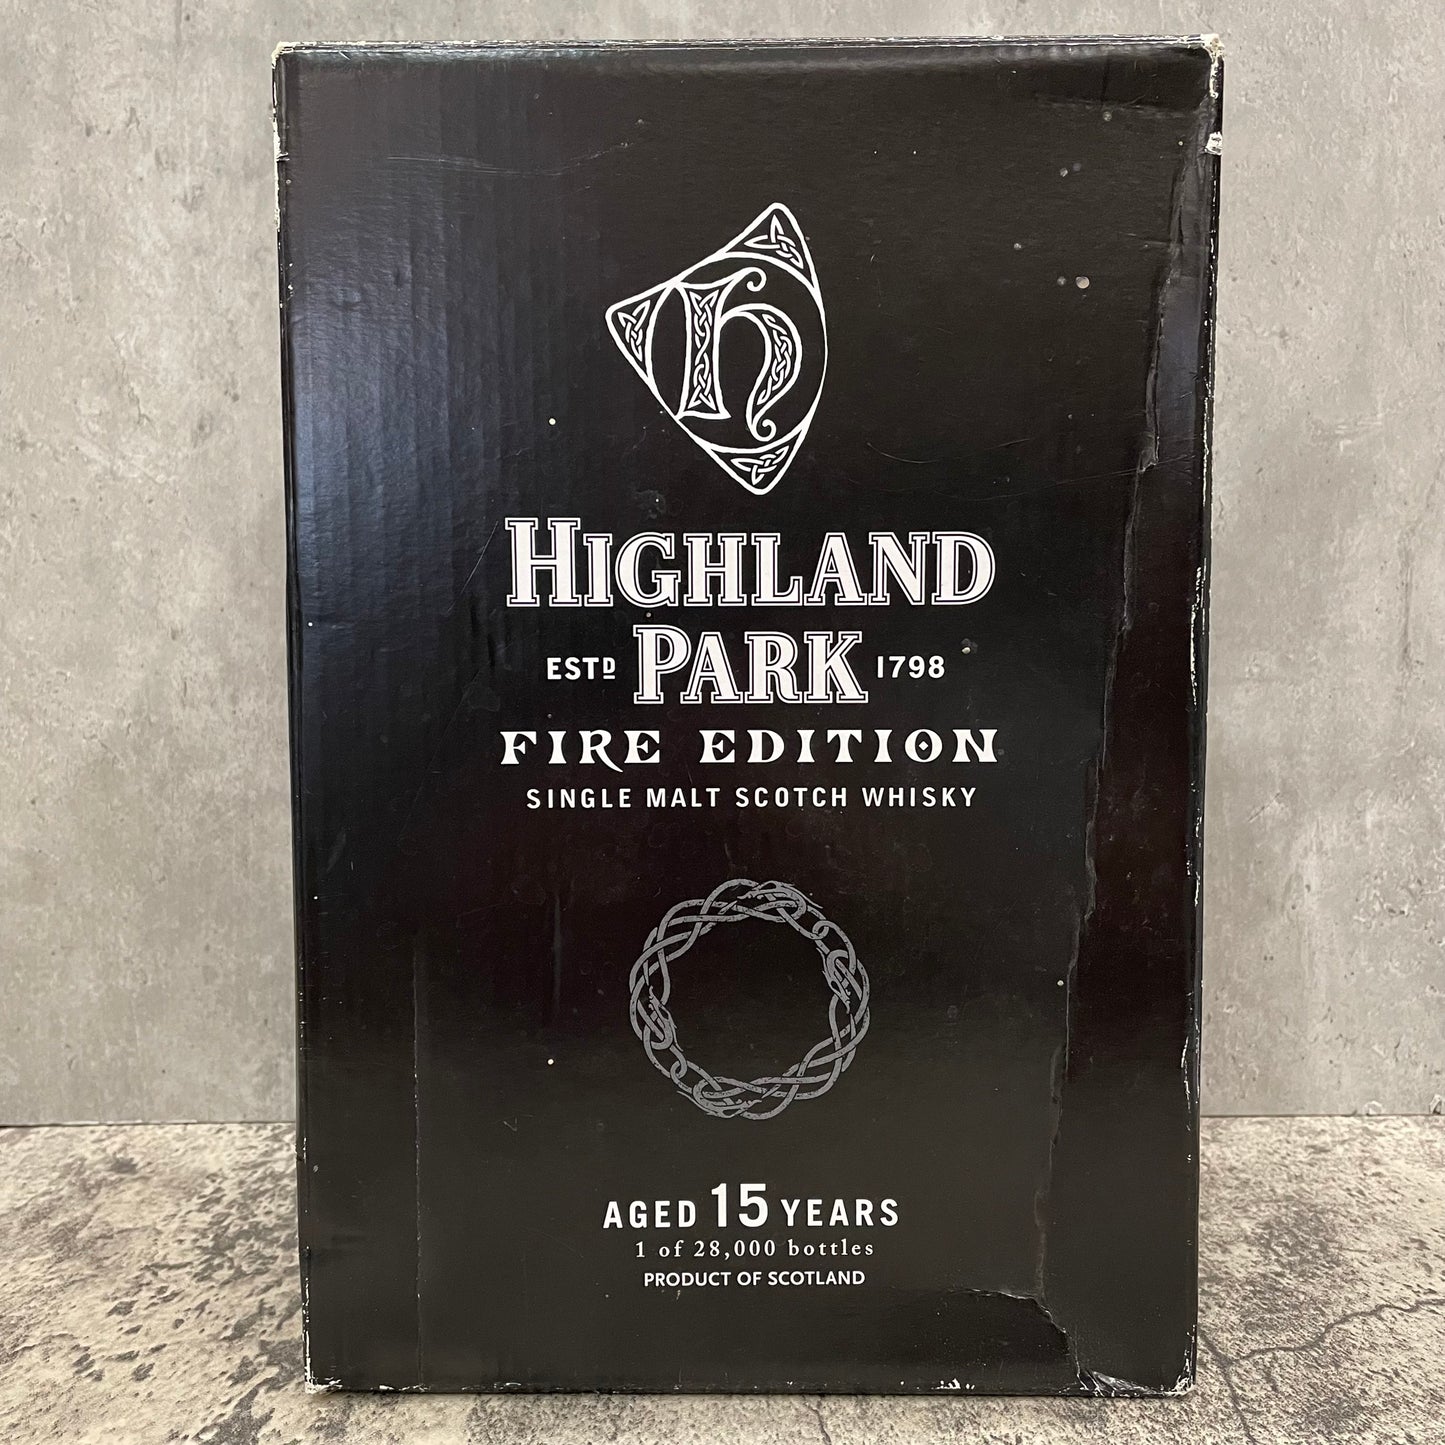 HIGHLAND
ESTD PARK 1798
FIRE EDITION
SINGLE MALT SCOTCH WHISKY
AGED 15 YEARS
1 of 28,000 bottles
PRODUCT OF SCOTLAND